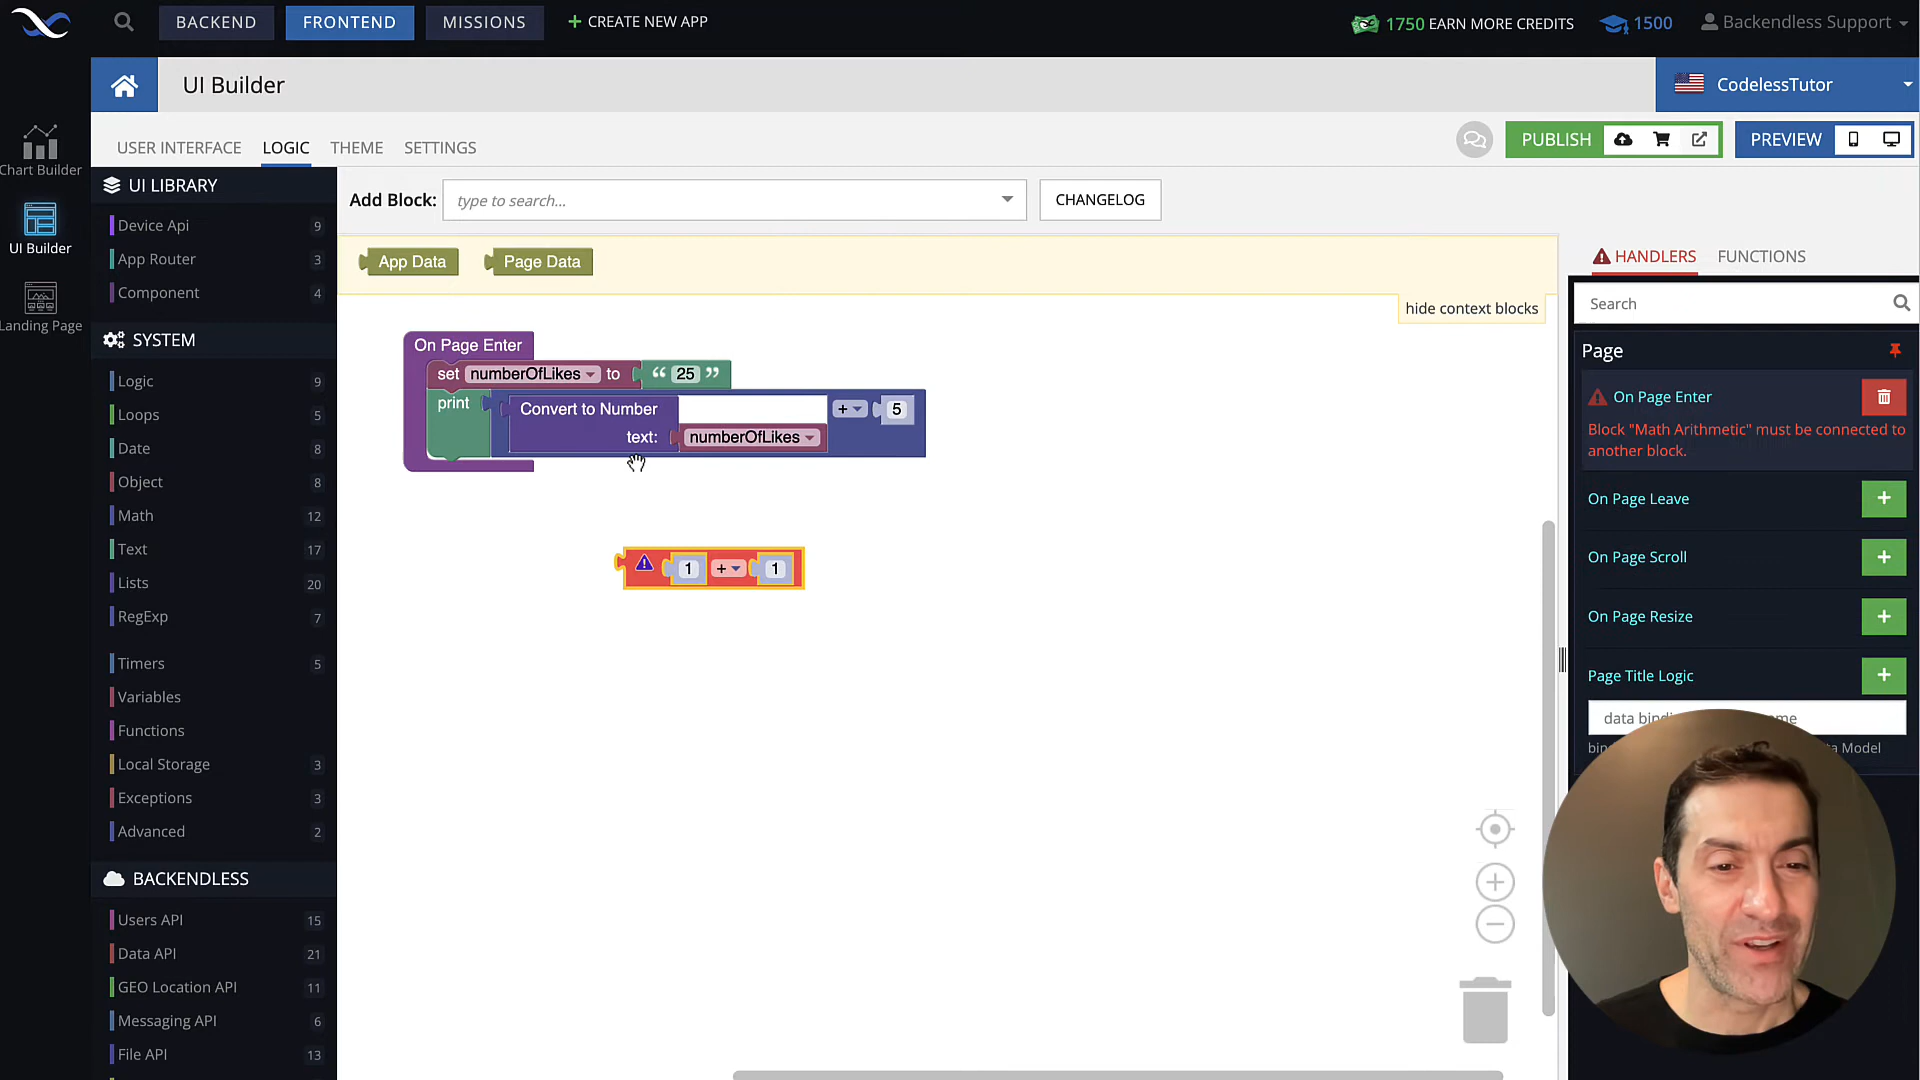 BACKEND
FRONTEND
MISSIONS
+ CREATE NEW APP
1750 EARN MORE CREDITS
1500
Backendless Support
UI Builder
CodelessTutor
USER INTERFACE
LOGIC
THEME
SETTINGS
PUBLISH
PREVIEW
Chart Builder
UI Builder
Landing Page
UI LIBRARY
Device Api 9
App Router 3
Component 4
SYSTEM
Logic 9
Loops 5
Date 8
Object 8
Math 12
Text 17
Lists 20
RegExp 7
Timers 5
Variables
Functions
Local Storage 3
Exceptions 3
Advanced 2
BACKENDLESS
Users API 15
Data API 21
GEO Location API 11
Messaging API 6
File API 13
Add Block: type to search...
CHANGELOG
App Data
Page Data
hide context blocks
On Page Enter
set numberOfLikes to “ 25 ”
print Convert to Number + 5
text: numberOfLikes
1 + 1
HANDLERS
FUNCTIONS
Search
Page
On Page Enter
Block "Math Arithmetic" must be connected to
another block.
On Page Leave
On Page Scroll
On Page Resize
Page Title Logic
data
Model